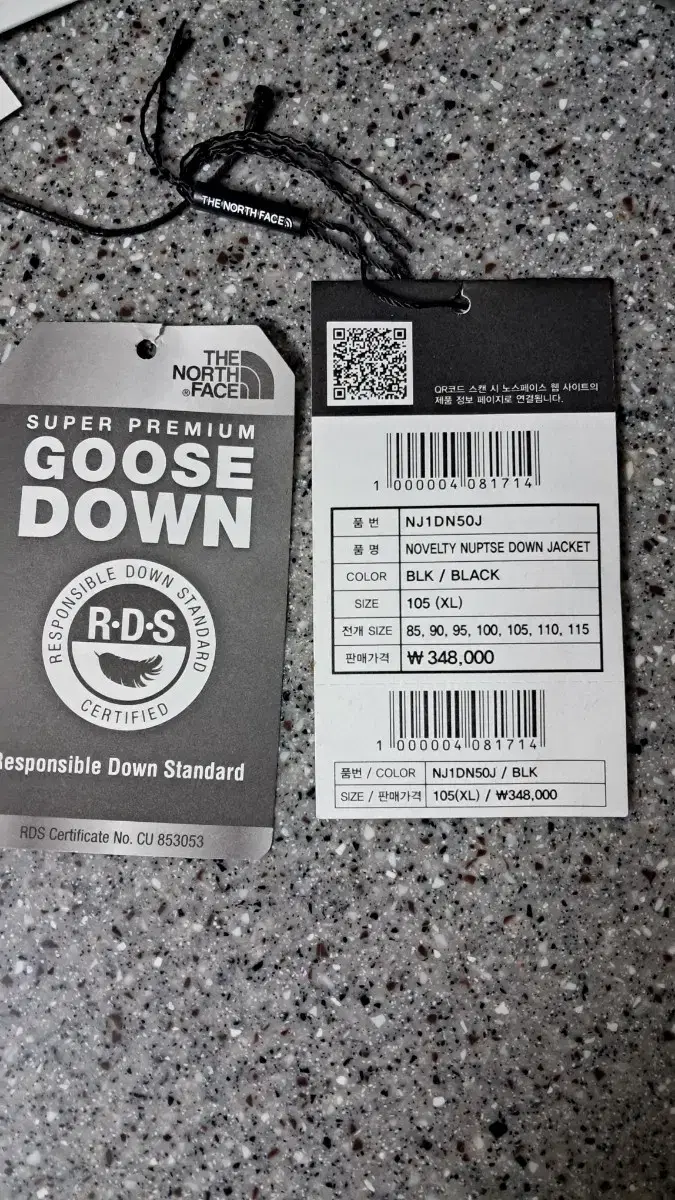 THE NORTH FACE
THE
NORTH
FACE®
SUPER PREMIUM
GOOSE
DOWN
RESPONSIBLE DOWN STANDARD
R·D·S
CERTIFIED
Responsible Down Standard
RDS Certificate No. CU 853053
QR코드 스캔 시 노스페이스 웹 사이트의
제품 정보 페이지로 연결됩니다.
1 000004 081714
품 번 NJ1DN50J
품 명 NOVELTY NUPTSE DOWN JACKET
COLOR BLK / BLACK
SIZE 105 (XL)
전개 SIZE 85, 90, 95, 100, 105, 110, 115
판매가격 ₩ 348,000
1 000004 081714
품번 / COLOR NJ1DN50J / BLK
SIZE / 판매가격 105(XL) / ₩348,000